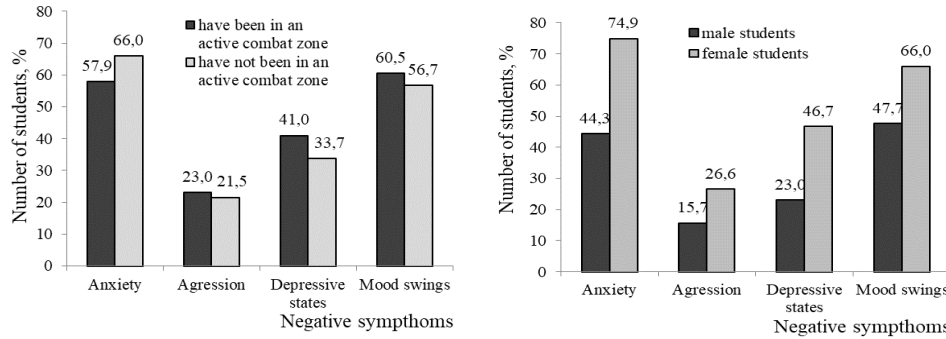 Number of students, %
80
70
60
50
40
30
20
10
0
have been in an
active combat zone
have not been in an
active combat zone
57,9
66,0
23,0
21,5
41,0
33,7
60,5
56,7
Anxiety
Agression
Depressive
states
Mood swings
Negative sympthoms
Number of students, %
80
70
60
50
40
30
20
10
0
male students
female students
44,3
74,9
15,7
26,6
23,0
46,7
47,7
66,0
Anxiety
Agression
Depressive
states
Mood swings
Negative sympthoms